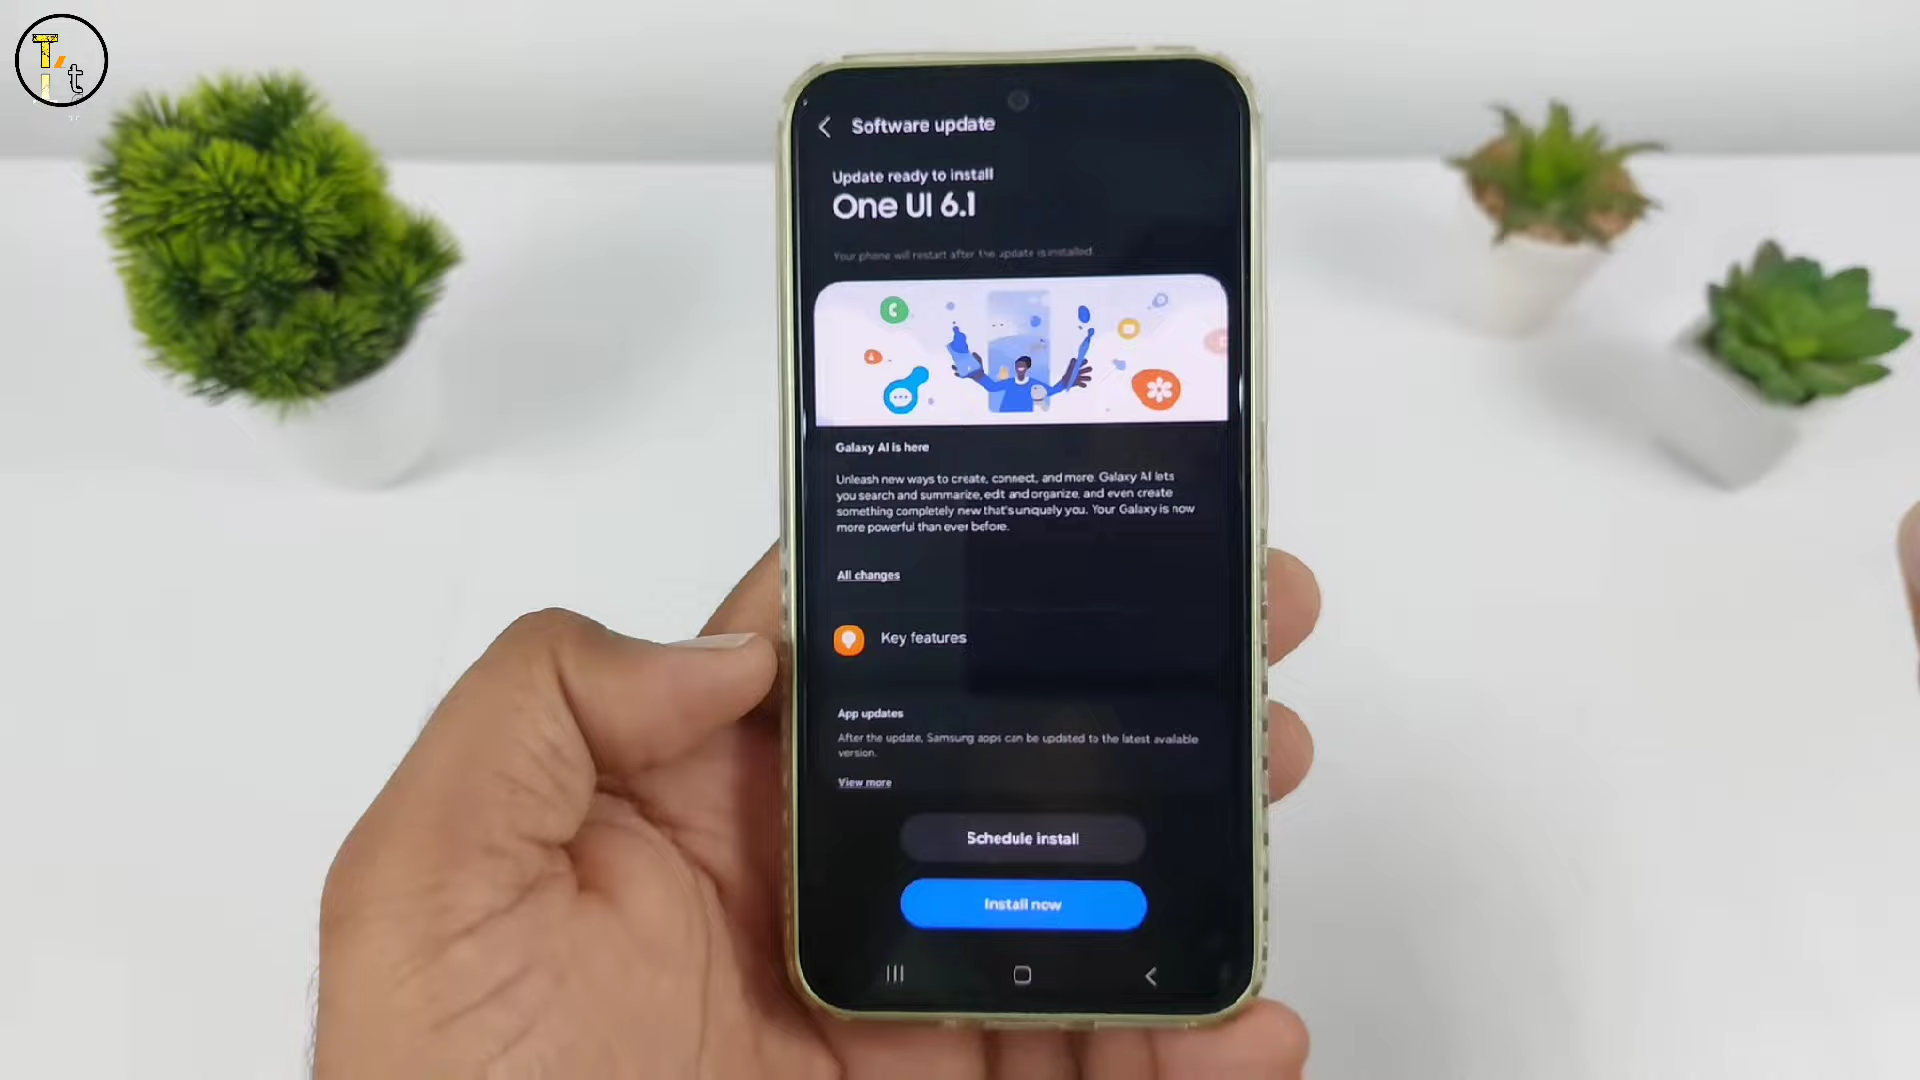 T t
Software update
Update ready to install
One UI 6.1
Your phone will restart after the update is installed.
Galaxy AI is here
Unleash new ways to create, connect, and more. Galaxy AI lets
you search and summarize, edit and organize, and even create
something completely new that's uniquely you. Your Galaxy is now
more powerful than ever before.
All changes
Key features
App updates
After the update, Samsung apps can be updated to the latest available
version.
View more
Schedule install
Install now